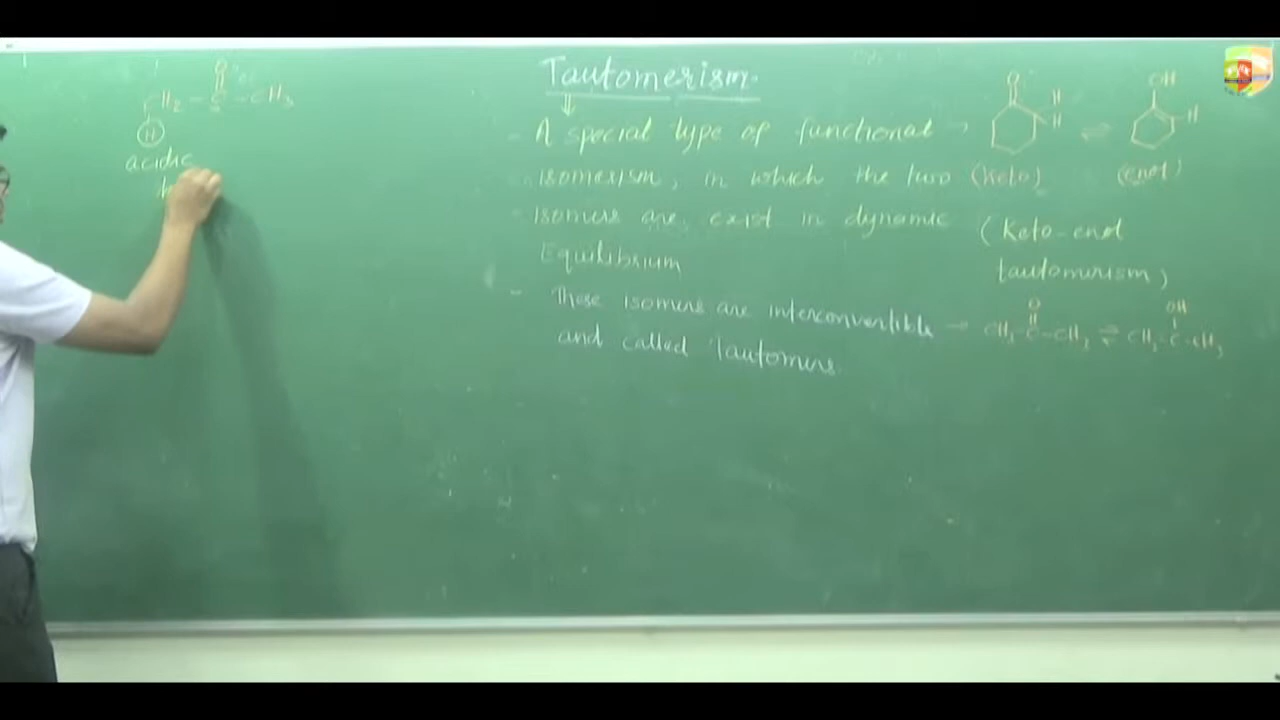 O
CH2 - C - CH3
H
acidic
h
Tautomerism.
- A special type of functional →
isomerism, in which the two
isomers are, exist in dynamic
Equilibrium
- These isomers are interconvertible →
and called Tautomers
O
H
H
⇌
OH
H
(Keto)
(enol)
(Keto-enol
tautomerism)
O
CH3 - C - CH3 ⇌ CH2 - C - CH3
OH